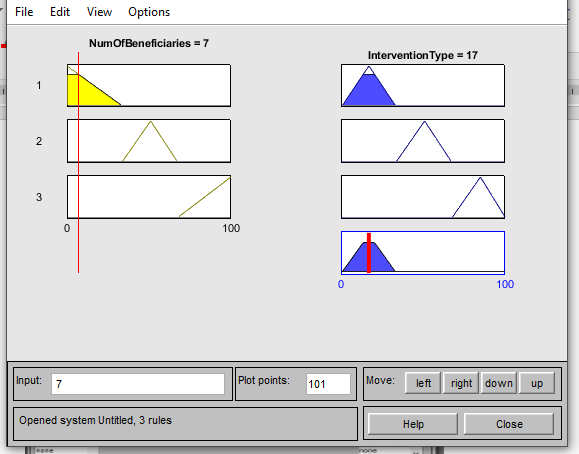 File Edit View Options
NumOfBeneficiaries = 7
InterventionType = 17
1
2
3
0 100
0 100
Input: 7
Plot points: 101
Move: left right down up
Opened system Untitled, 3 rules
Help Close